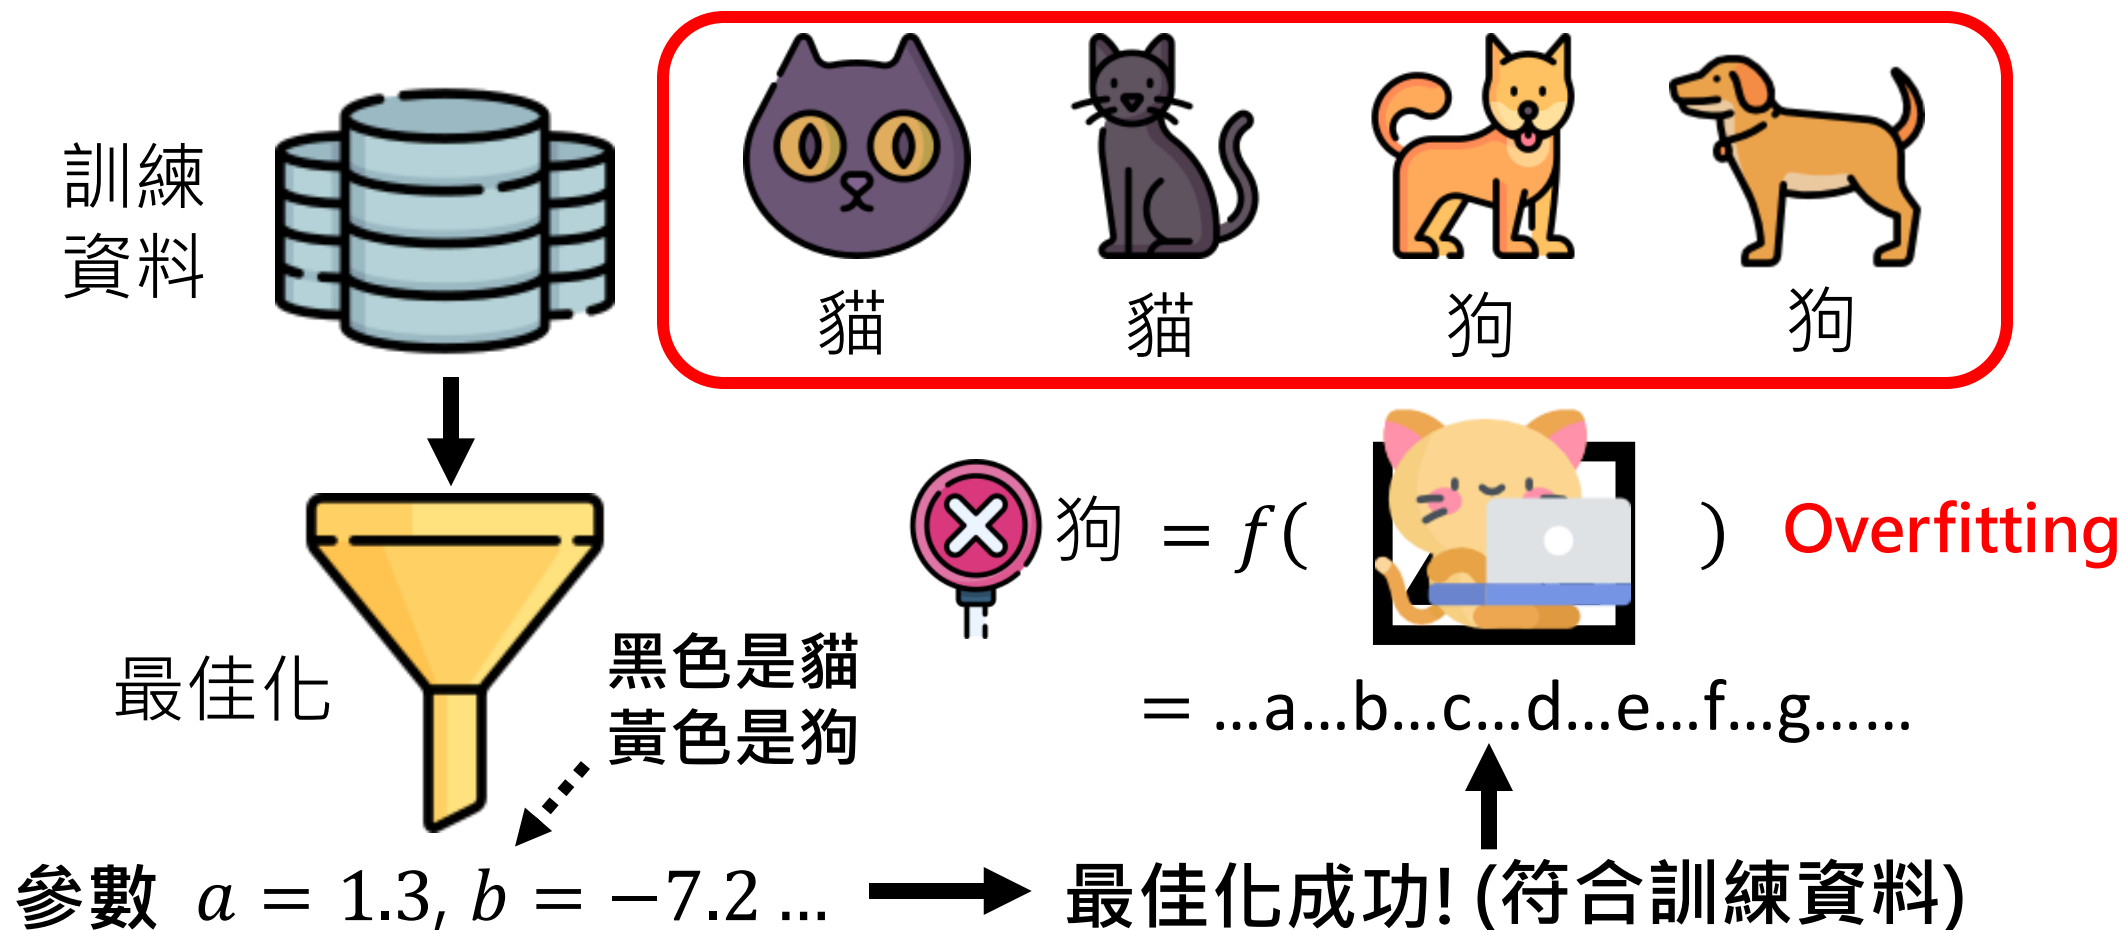 訓練
資料
貓
貓
狗
狗
狗 = f( ) Overfitting
= ...a...b...c...d...e...f...g......
最佳化
黑色是貓
黃色是狗
參數 a = 1.3, b = −7.2 ...
最佳化成功! (符合訓練資料)